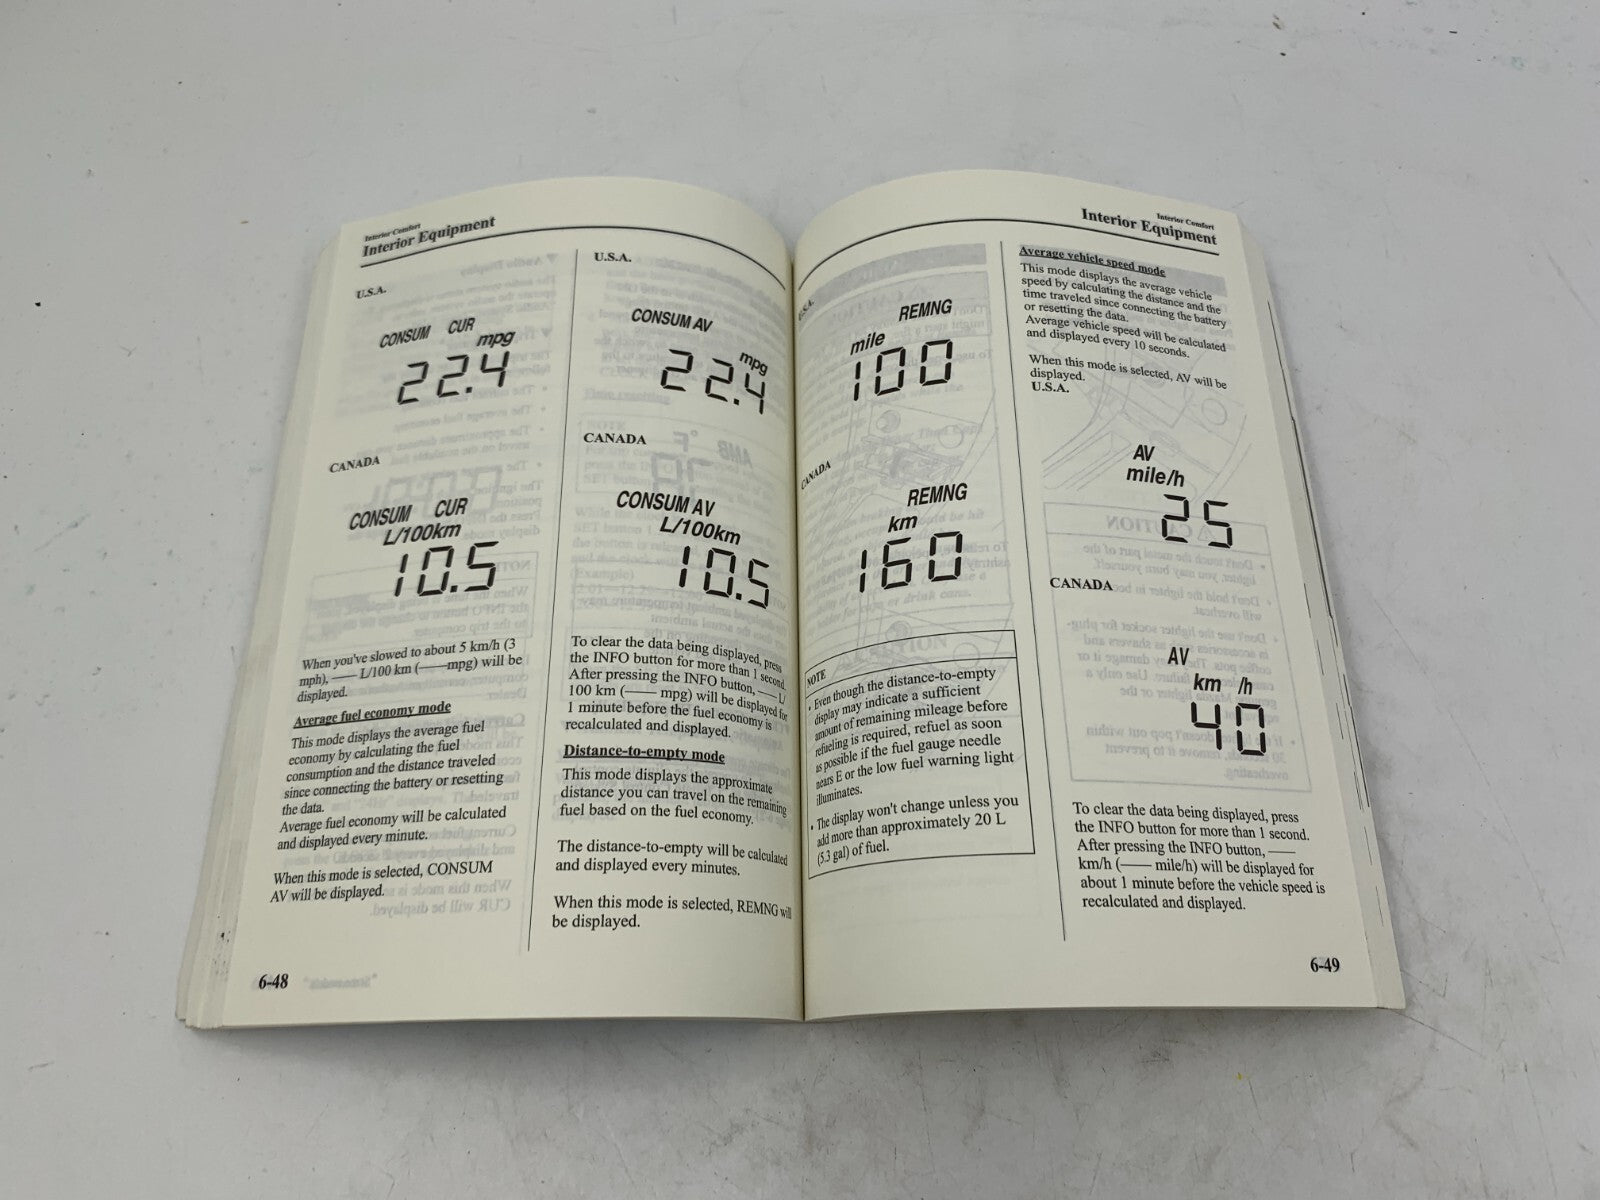 Interior Comfort
Interior Equipment
U.S.A.
CONSUM CUR
mpg
22.4
CANADA
CONSUM CUR
L/100km
10.5
When you've slowed to about 5 km/h (3
mph), —— L/100 km (——mpg) will be
displayed.
Average fuel economy mode
This mode displays the average fuel
economy by calculating the fuel
consumption and the distance traveled
since connecting the battery or resetting
the data.
Average fuel economy will be calculated
and displayed every minute.
When this mode is selected, CONSUM
AV will be displayed.
6-48
U.S.A.
CONSUM AV
mpg
22.4
CANADA
CONSUM AV
L/100km
10.5
To clear the data being displayed, press
the INFO button for more than 1 second.
After pressing the INFO button, —— L/
100 km (—— mpg) will be displayed for
1 minute before the fuel economy is
recalculated and displayed.
Distance-to-empty mode
This mode displays the approximate
distance you can travel on the remaining
fuel based on the fuel economy.
The distance-to-empty will be calculated
and displayed every minutes.
When this mode is selected, REMNG will
be displayed.
Interior Comfort
Interior Equipment
U.S.A.
REMNG
mile
100
CANADA
REMNG
km
160
NOTE
• Even though the distance-to-empty
display may indicate a sufficient
amount of remaining mileage before
refueling is required, refuel as soon
as possible if the fuel gauge needle
nears E or the low fuel warning light
illuminates.
• The display won't change unless you
add more than approximately 20 L
(5.3 gal) of fuel.
Average vehicle speed mode
This mode displays the average vehicle
speed by calculating the distance and the
time traveled since connecting the battery
or resetting the data.
Average vehicle speed will be calculated
and displayed every 10 seconds.
When this mode is selected, AV will be
displayed.
U.S.A.
AV
mile/h
25
CANADA
AV
km /h
40
To clear the data being displayed, press
the INFO button for more than 1 second.
After pressing the INFO button, ——
km/h (—— mile/h) will be displayed for
about 1 minute before the vehicle speed is
recalculated and displayed.
6-49